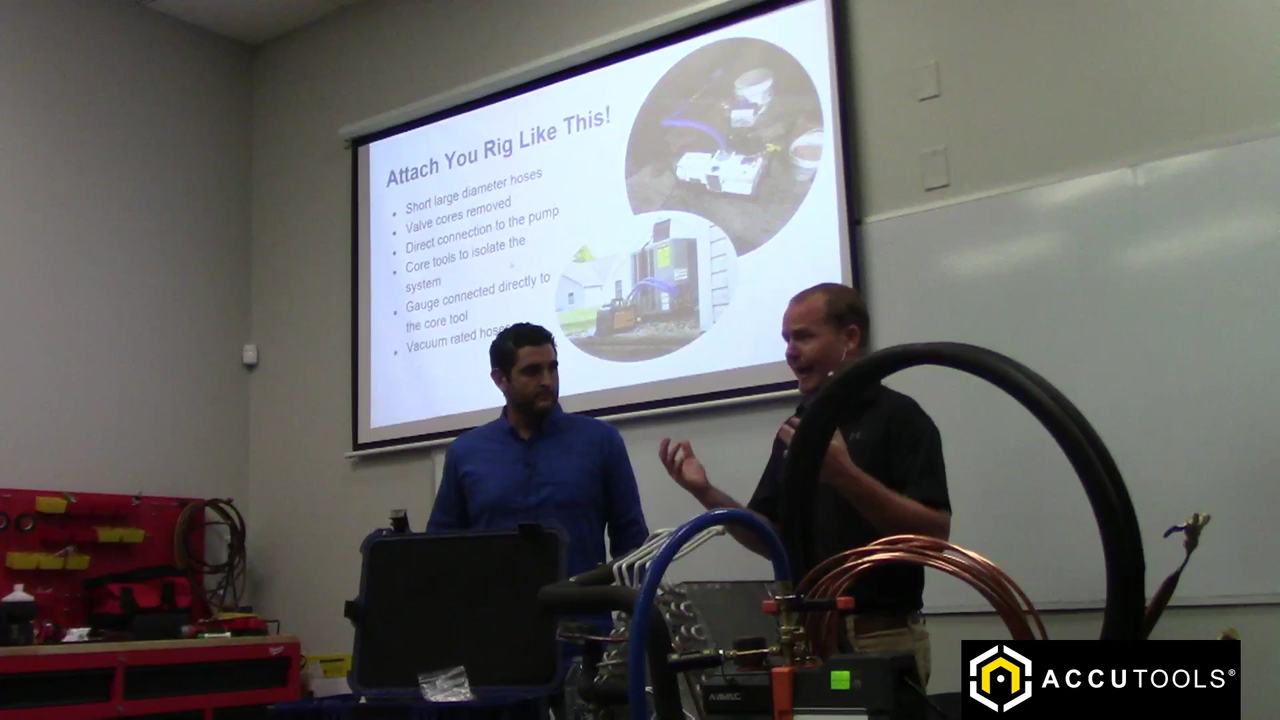 Attach You Rig Like This!
• Short large diameter hoses
• Valve cores removed
• Direct connection to the pump
• Core tools to isolate the
system
• Gauge connected directly to
the core tool
• Vacuum rated hoses
ACCUTOOLS®